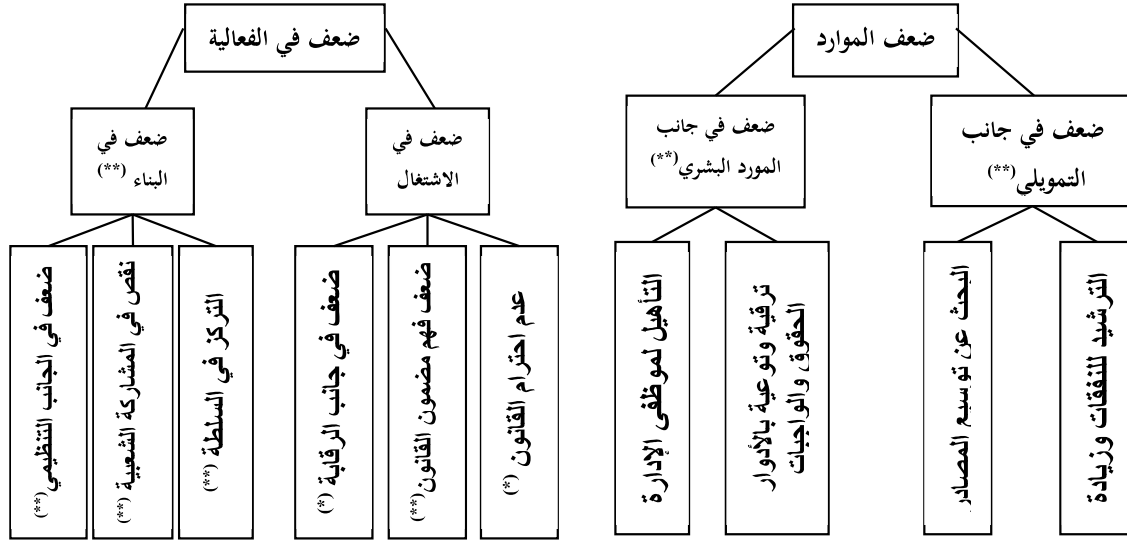 ضعف الموارد
ضعف في الفعالية
ضعف في جانب
التمويلي(**)
ضعف في جانب
المورد البشري(**)
ضعف في
الاشتغال
ضعف في
البناء (**)
الترشيد للنفقات وزيادة
البحث عن توسيع المصادر
ترقية وتوعية بالأدوار
الحقوق والواجبات
التأهيل لموظفي الإدارة
عدم احترام القانون (*)
ضعف فهم مضمون القانون(**)
ضعف في جانب الرقابة (*)
التركز في السلطة (**)
نقص في المشاركة الشعبية (**)
ضعف في الجانب التنظيمي(**)